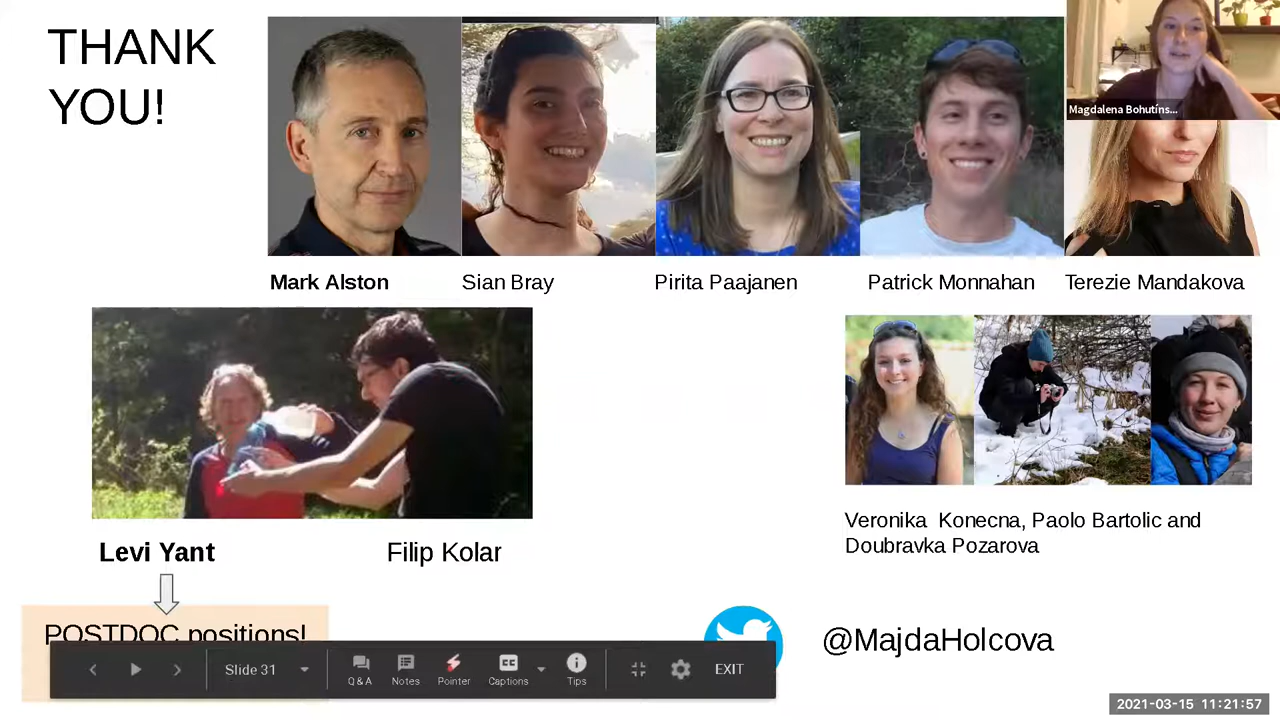 THANK
YOU!
Magdalena Bohutíns...
Mark Alston
Sian Bray
Pirita Paajanen
Patrick Monnahan
Terezie Mandakova
Veronika Konecna, Paolo Bartolic and
Doubravka Pozarova
Levi Yant
Filip Kolar
POSTDOC positions!
@MajdaHolcova
Slide 31
Q & A
Notes
Pointer
CC
Captions
Tips
EXIT
2021-03-15 11:21:57